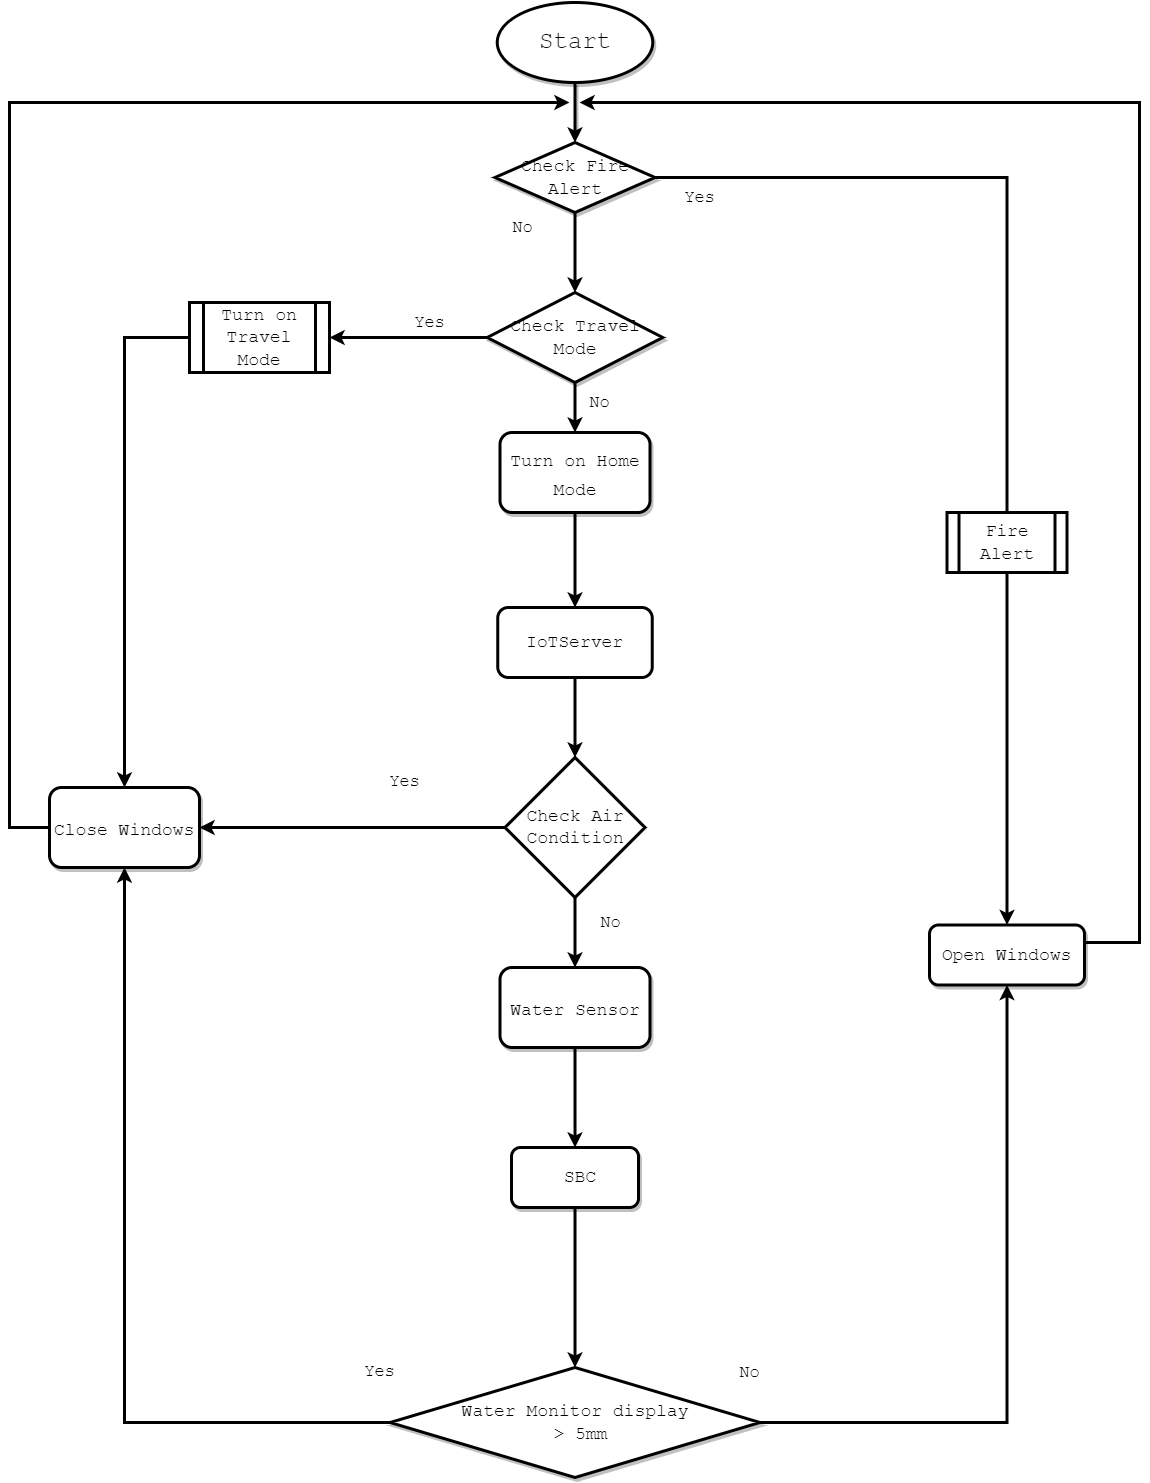 Start
Check Fire
Alert
Yes
No
Turn on
Travel
Mode
Yes
Check Travel
Mode
No
Turn on Home
Mode
Fire
Alert
IoTServer
Yes
Check Air
Condition
Close Windows
No
Open Windows
Water Sensor
SBC
Yes
No
Water Monitor display
> 5mm